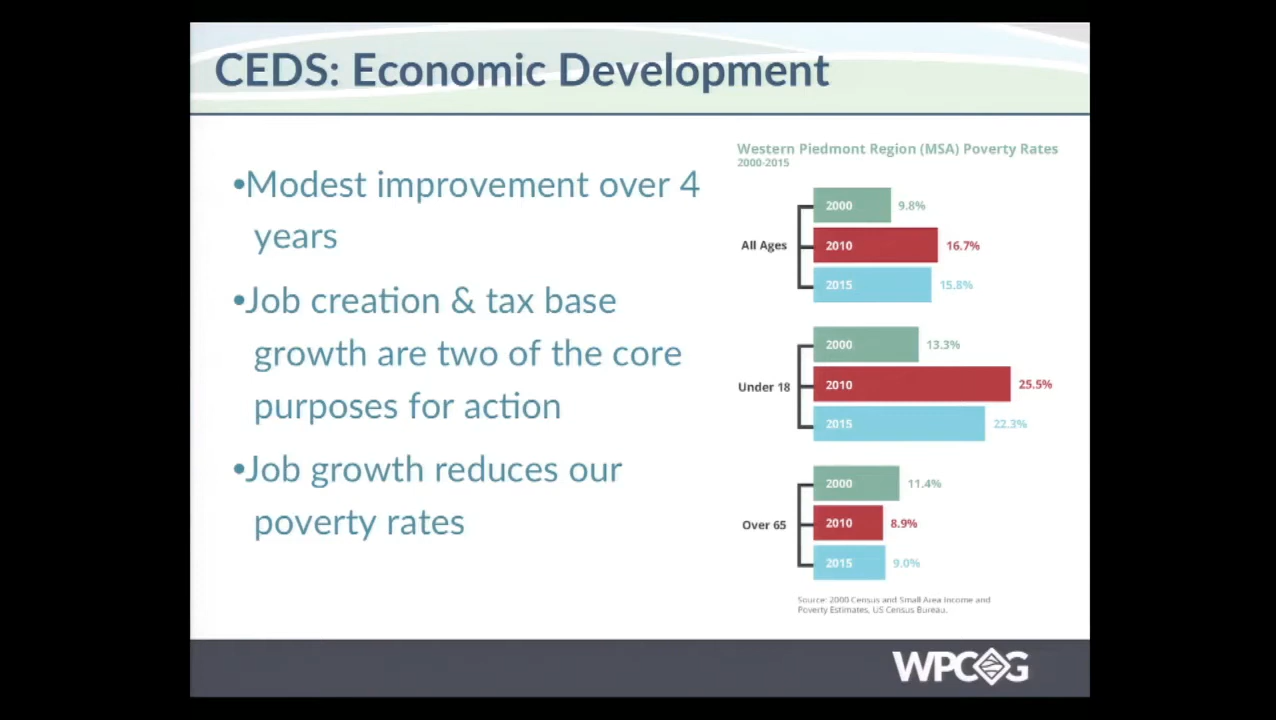 CEDS: Economic Development
•Modest improvement over 4
years
•Job creation & tax base
growth are two of the core
purposes for action
•Job growth reduces our
poverty rates
Western Piedmont Region (MSA) Poverty Rates
2000-2015
All Ages
2000 9.8%
2010 16.7%
2015 15.8%
Under 18
2000 13.3%
2010 25.5%
2015 22.3%
Over 65
2000 11.4%
2010 8.9%
2015 9.0%
Source: 2000 Census and Small Area Income and
Poverty Estimates, US Census Bureau.
WPCOG